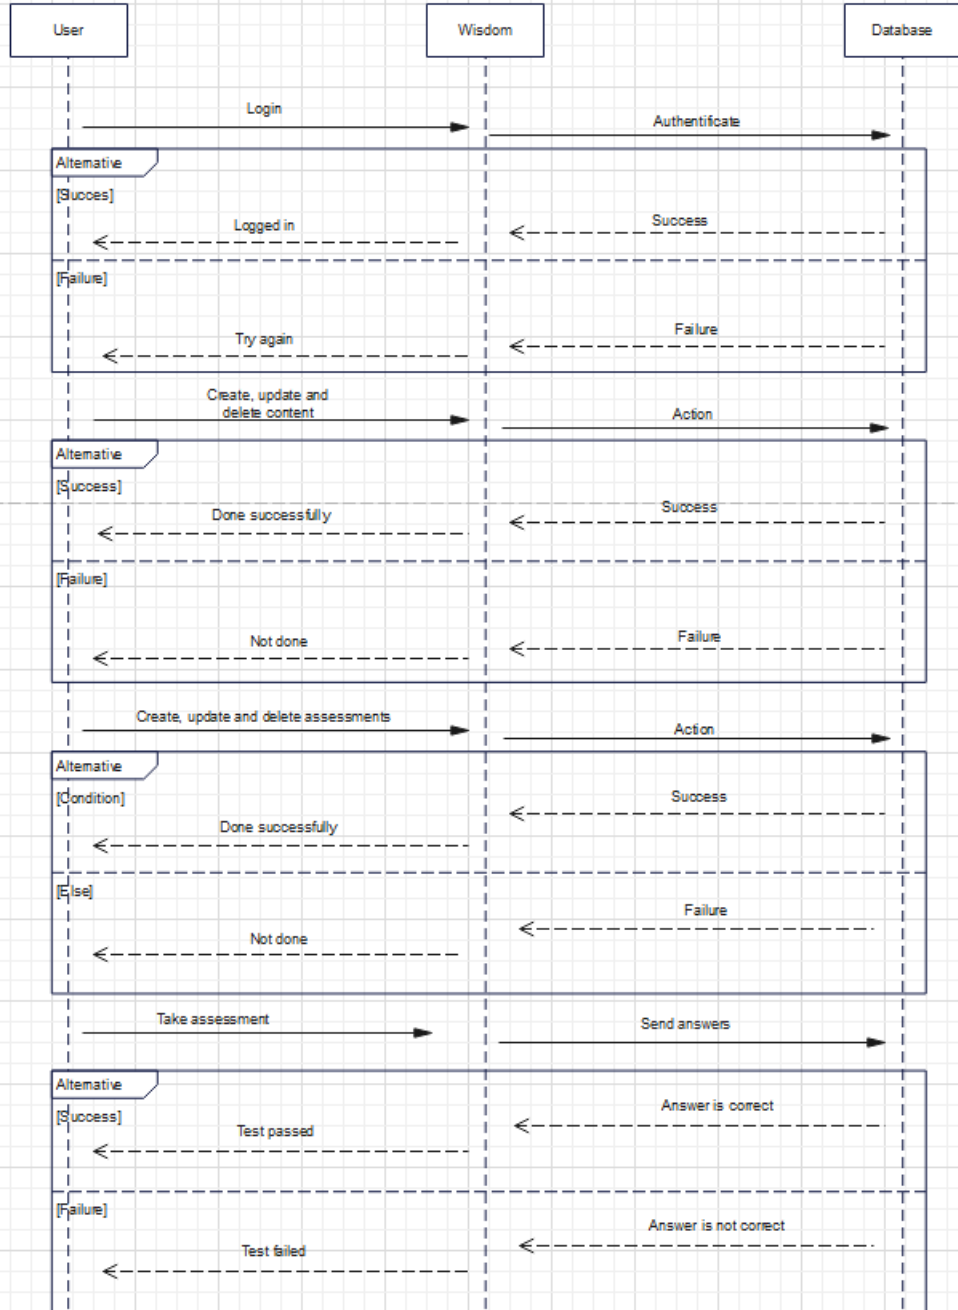 User
Wisdom
Database
Login
Authentificate
Alternative
[Succes]
Logged in
Success
[Failure]
Try again
Failure
Create, update and
delete content
Action
Alternative
[Success]
Done successfully
Success
[Failure]
Not done
Failure
Create, update and delete assessments
Action
Alternative
[Condition]
Success
Done successfully
[Else]
Failure
Not done
Take assessment
Send answers
Alternative
[Success]
Answer is correct
Test passed
[Failure]
Answer is not correct
Test failed